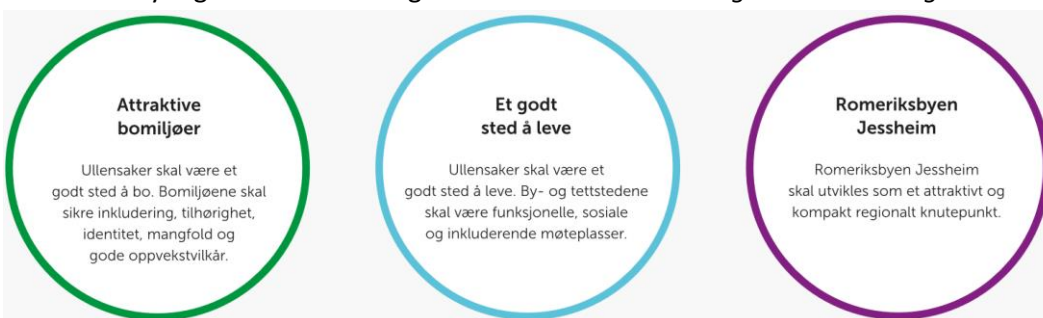 Attraktive
bomiljøer
Ullensaker skal være et
godt sted å bo. Bomiljøene skal
sikre inkludering, tilhørighet,
identitet, mangfold og
gode oppvekstvilkår.
Et godt
sted å leve
Ullensaker skal være et
godt sted å leve. By- og tettstedene
skal være funksjonelle, sosiale
og inkluderende møteplasser.
Romeriksbyen
Jessheim
Romeriksbyen Jessheim
skal utvikles som et attraktivt og
kompakt regionalt knutepunkt.